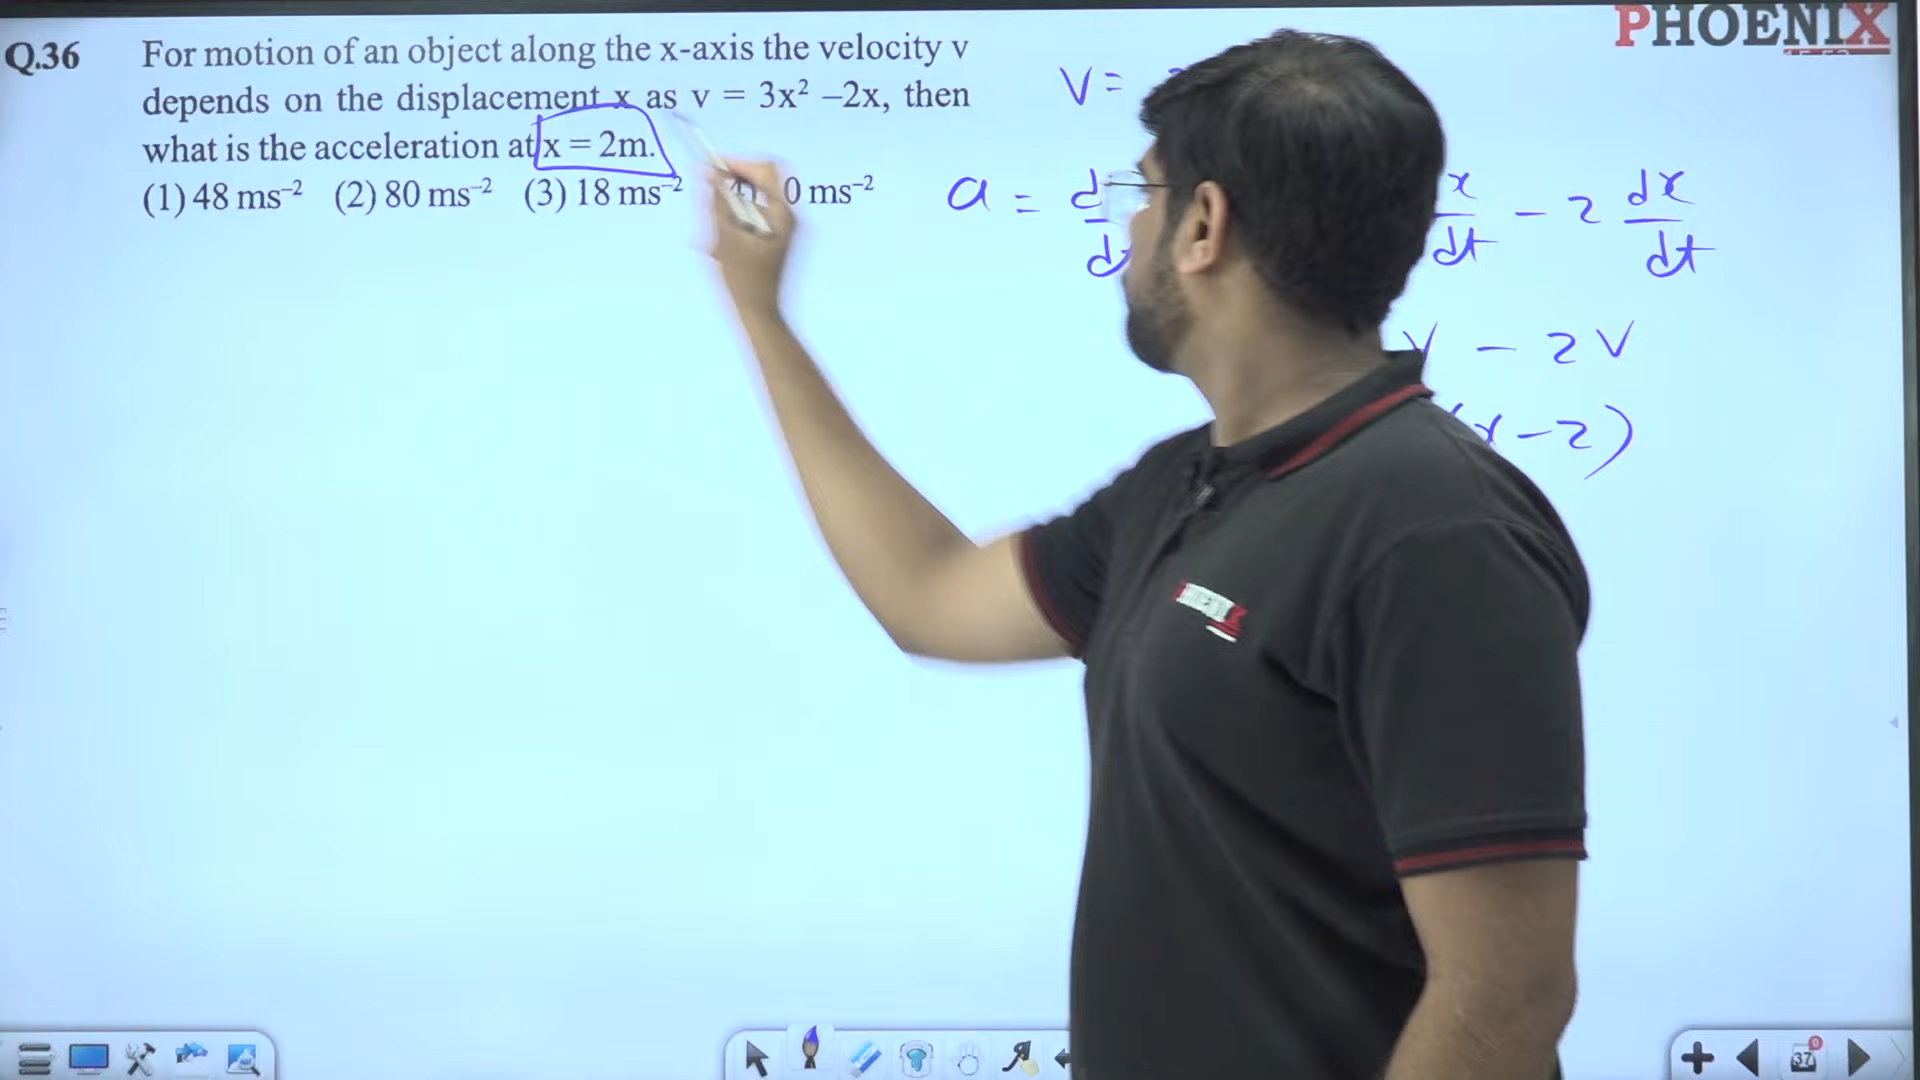 PHOENIX
Q.36 For motion of an object along the x-axis the velocity v
depends on the displacement x as v = 3x² –2x, then
what is the acceleration at x = 2m.
(1) 48 ms⁻² (2) 80 ms⁻² (3) 18 ms⁻² 0 ms⁻²
V =
a = d x/dt - 2 dx/dt
V - 2V
x - 2)
37